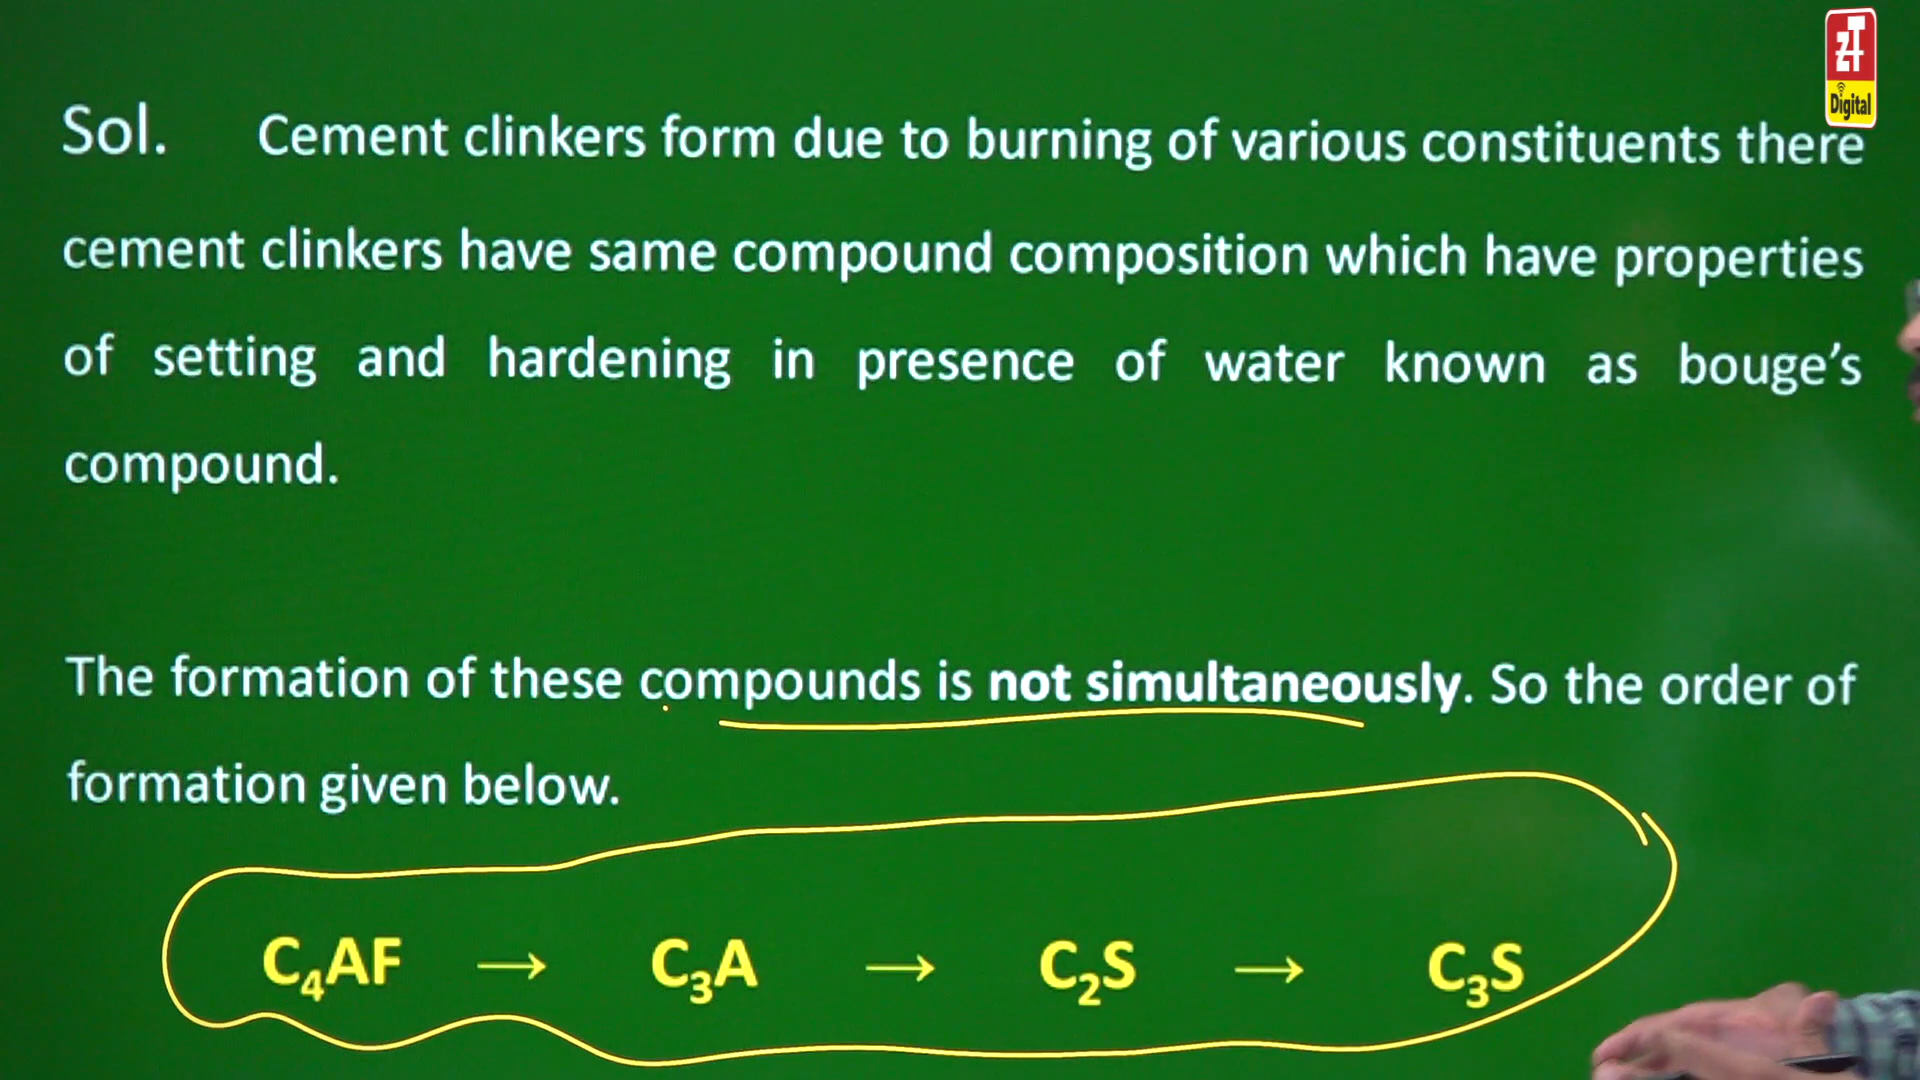 ZT
Digital
Sol. Cement clinkers form due to burning of various constituents there
cement clinkers have same compound composition which have properties
of setting and hardening in presence of water known as bouge’s
compound.
The formation of these compounds is not simultaneously. So the order of
formation given below.
C₄AF → C₃A → C₂S → C₃S